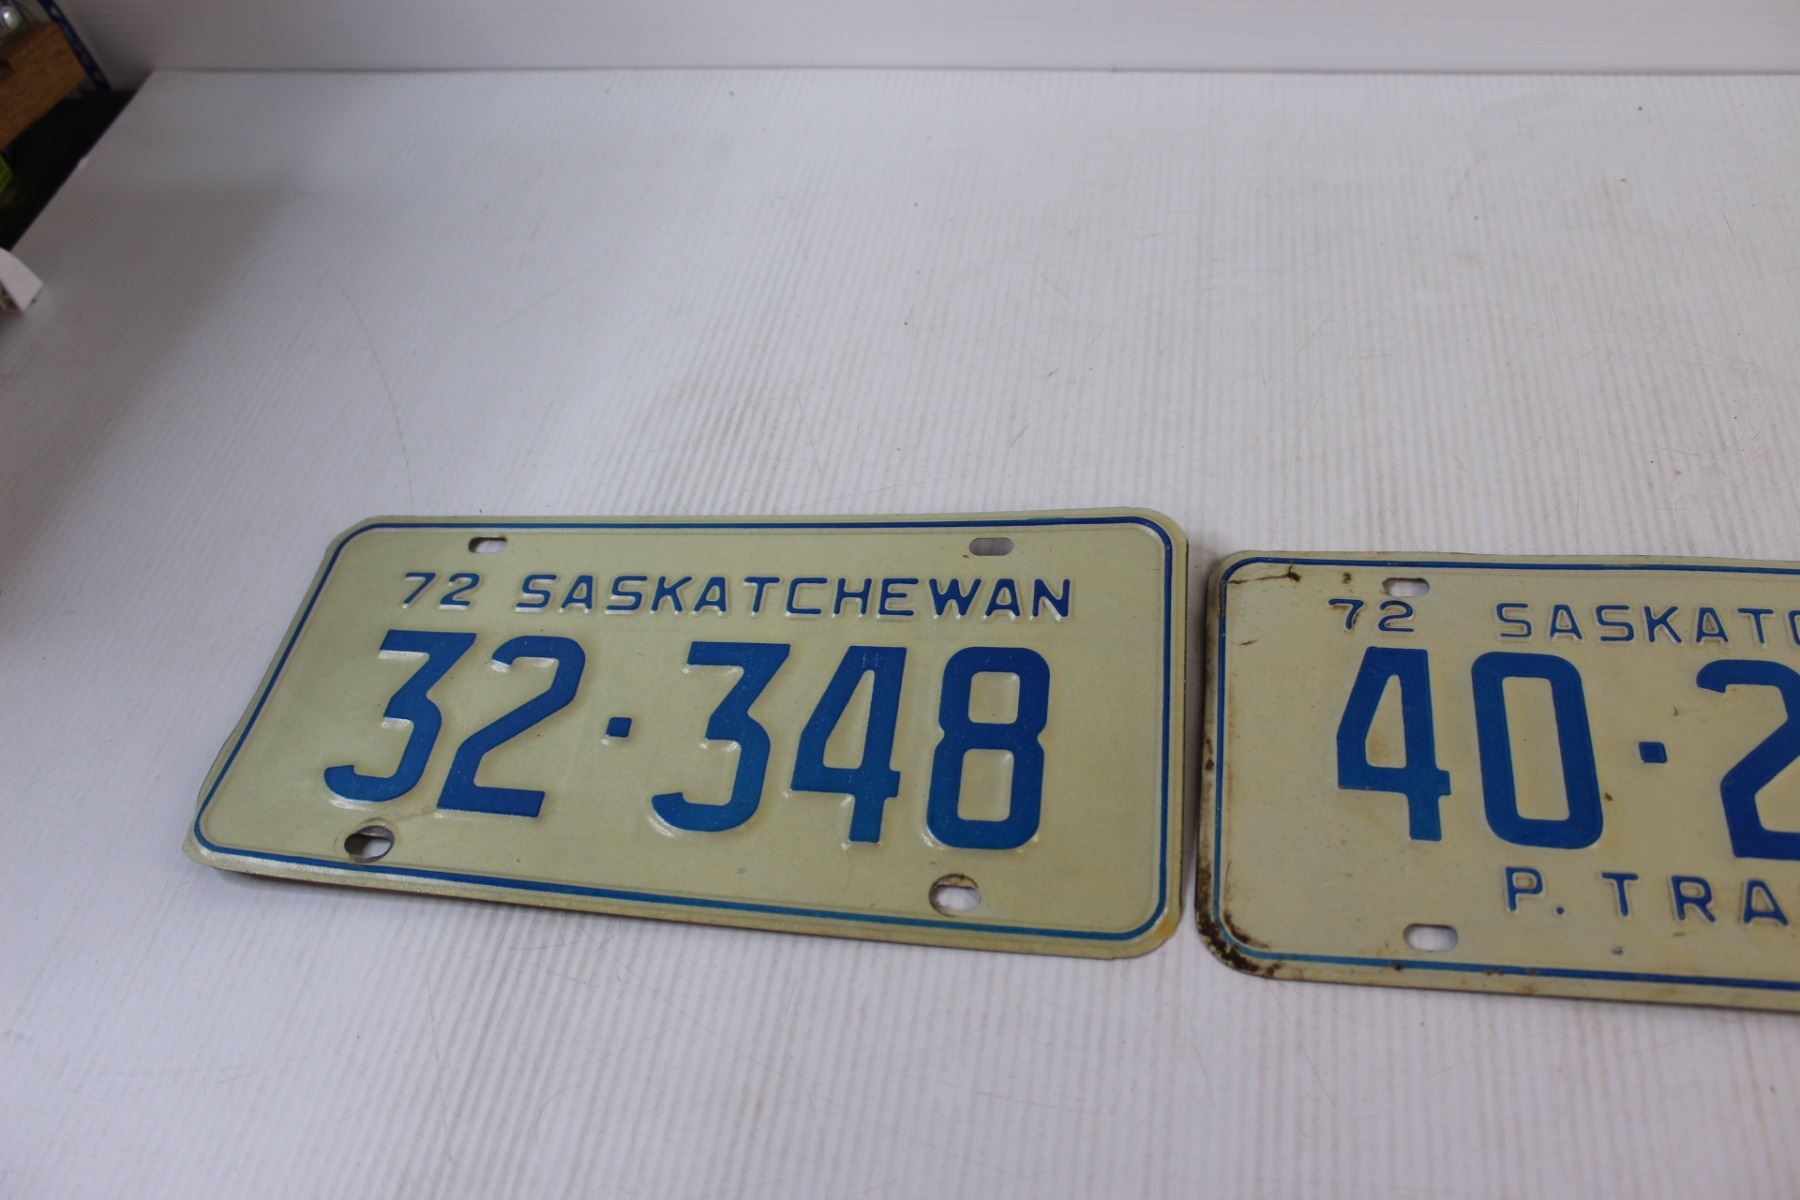 72 SASKATCHEWAN
32·348
72 SASKATC
40·2
P. TRA